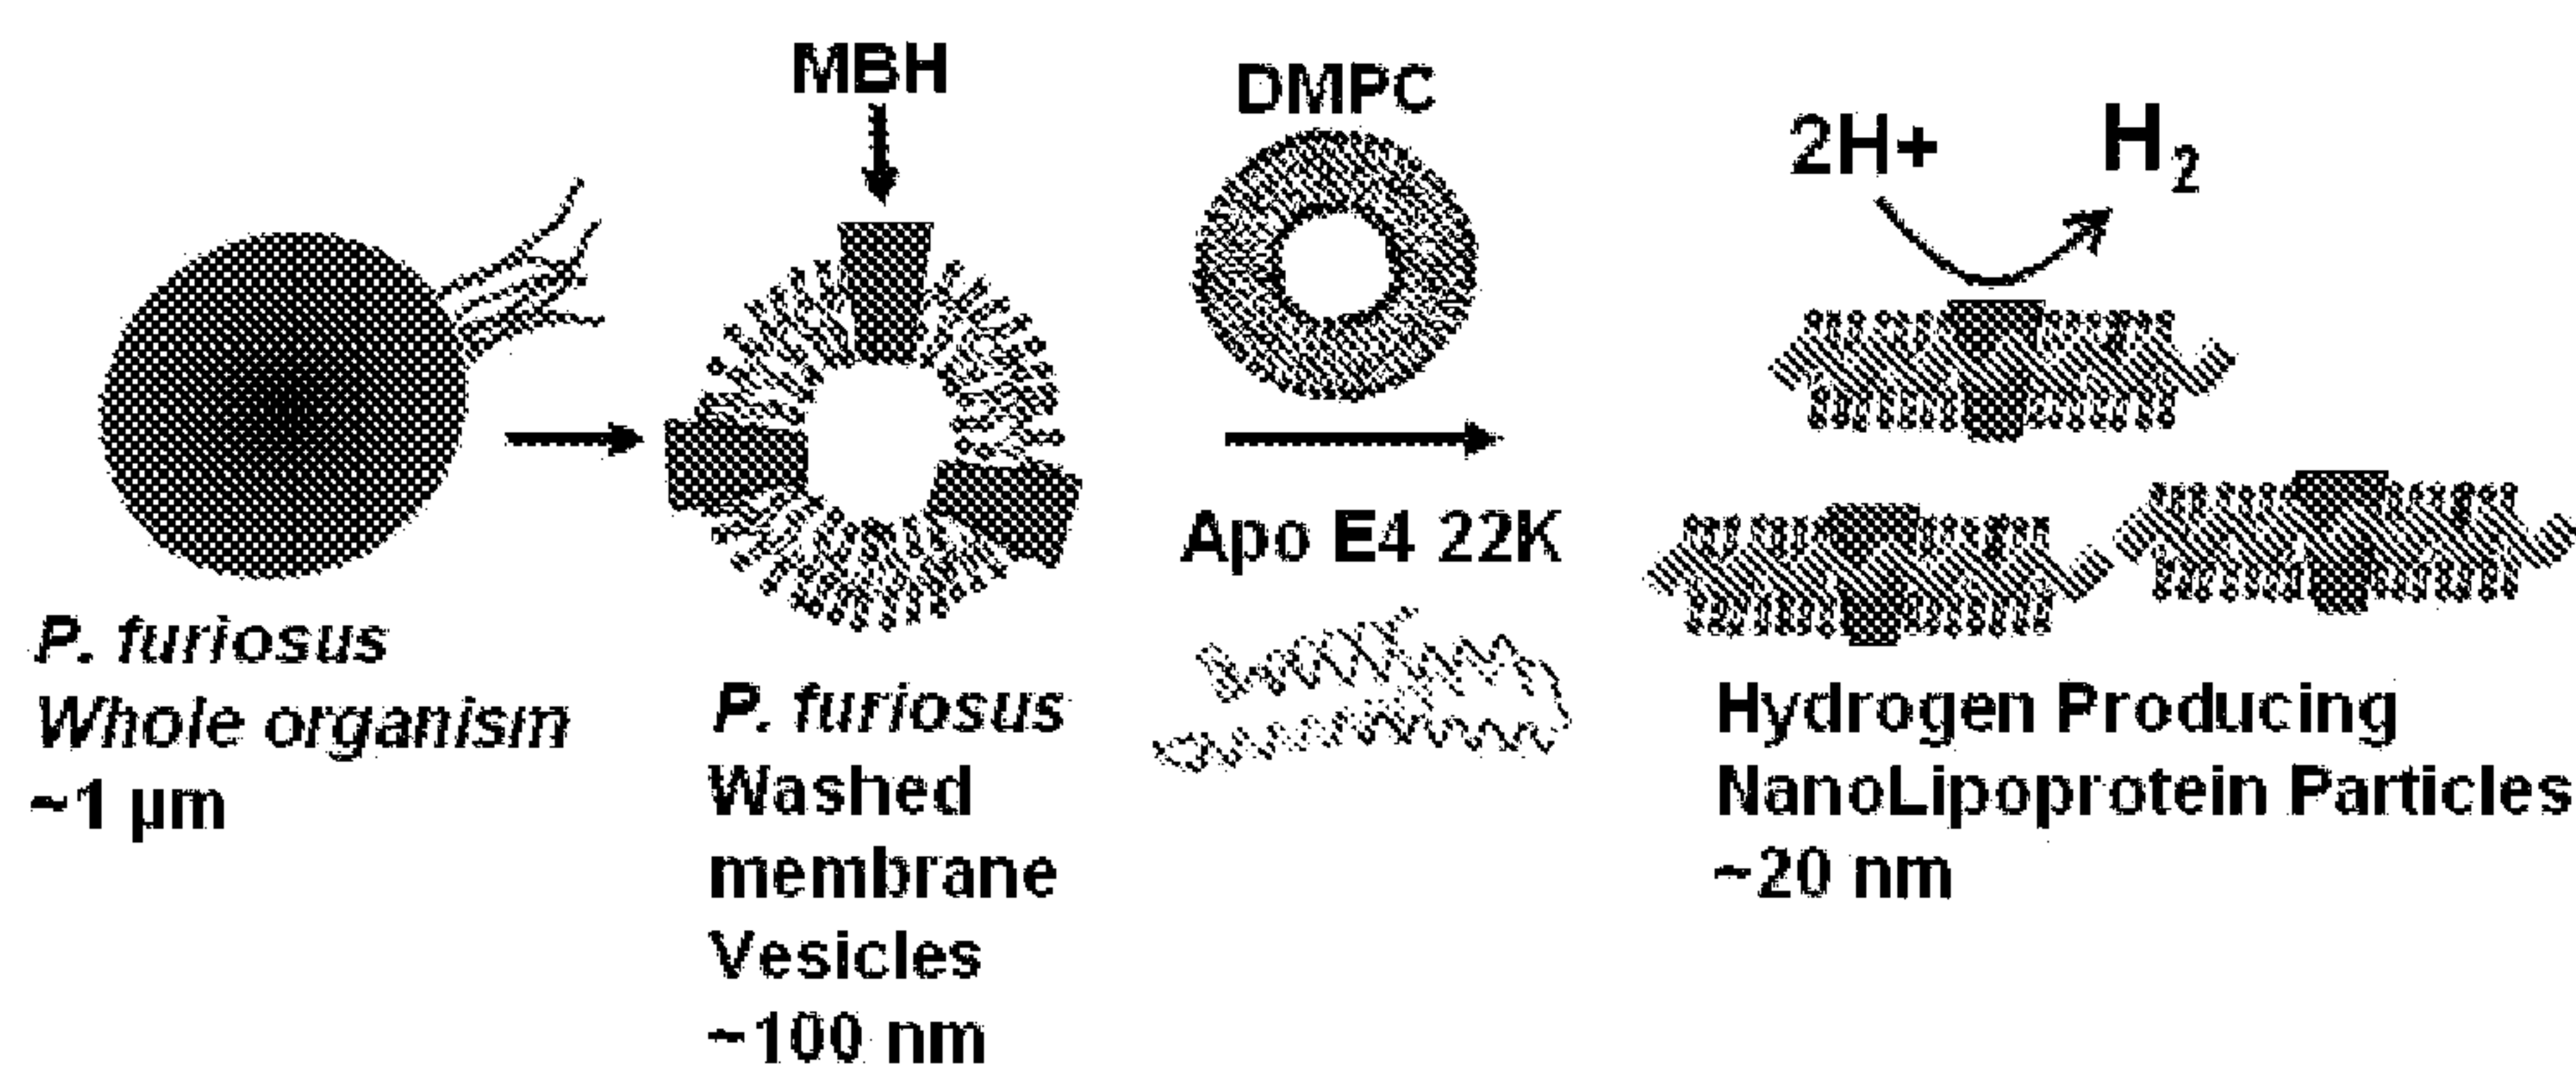 MBH
DMPC
2H+
H2
Apo E4 22K
P. furiosus
Whole organism
~1 µm
P. furiosus
Washed
membrane
Vesicles
~100 nm
Hydrogen Producing
NanoLipoprotein Particles
~20 nm